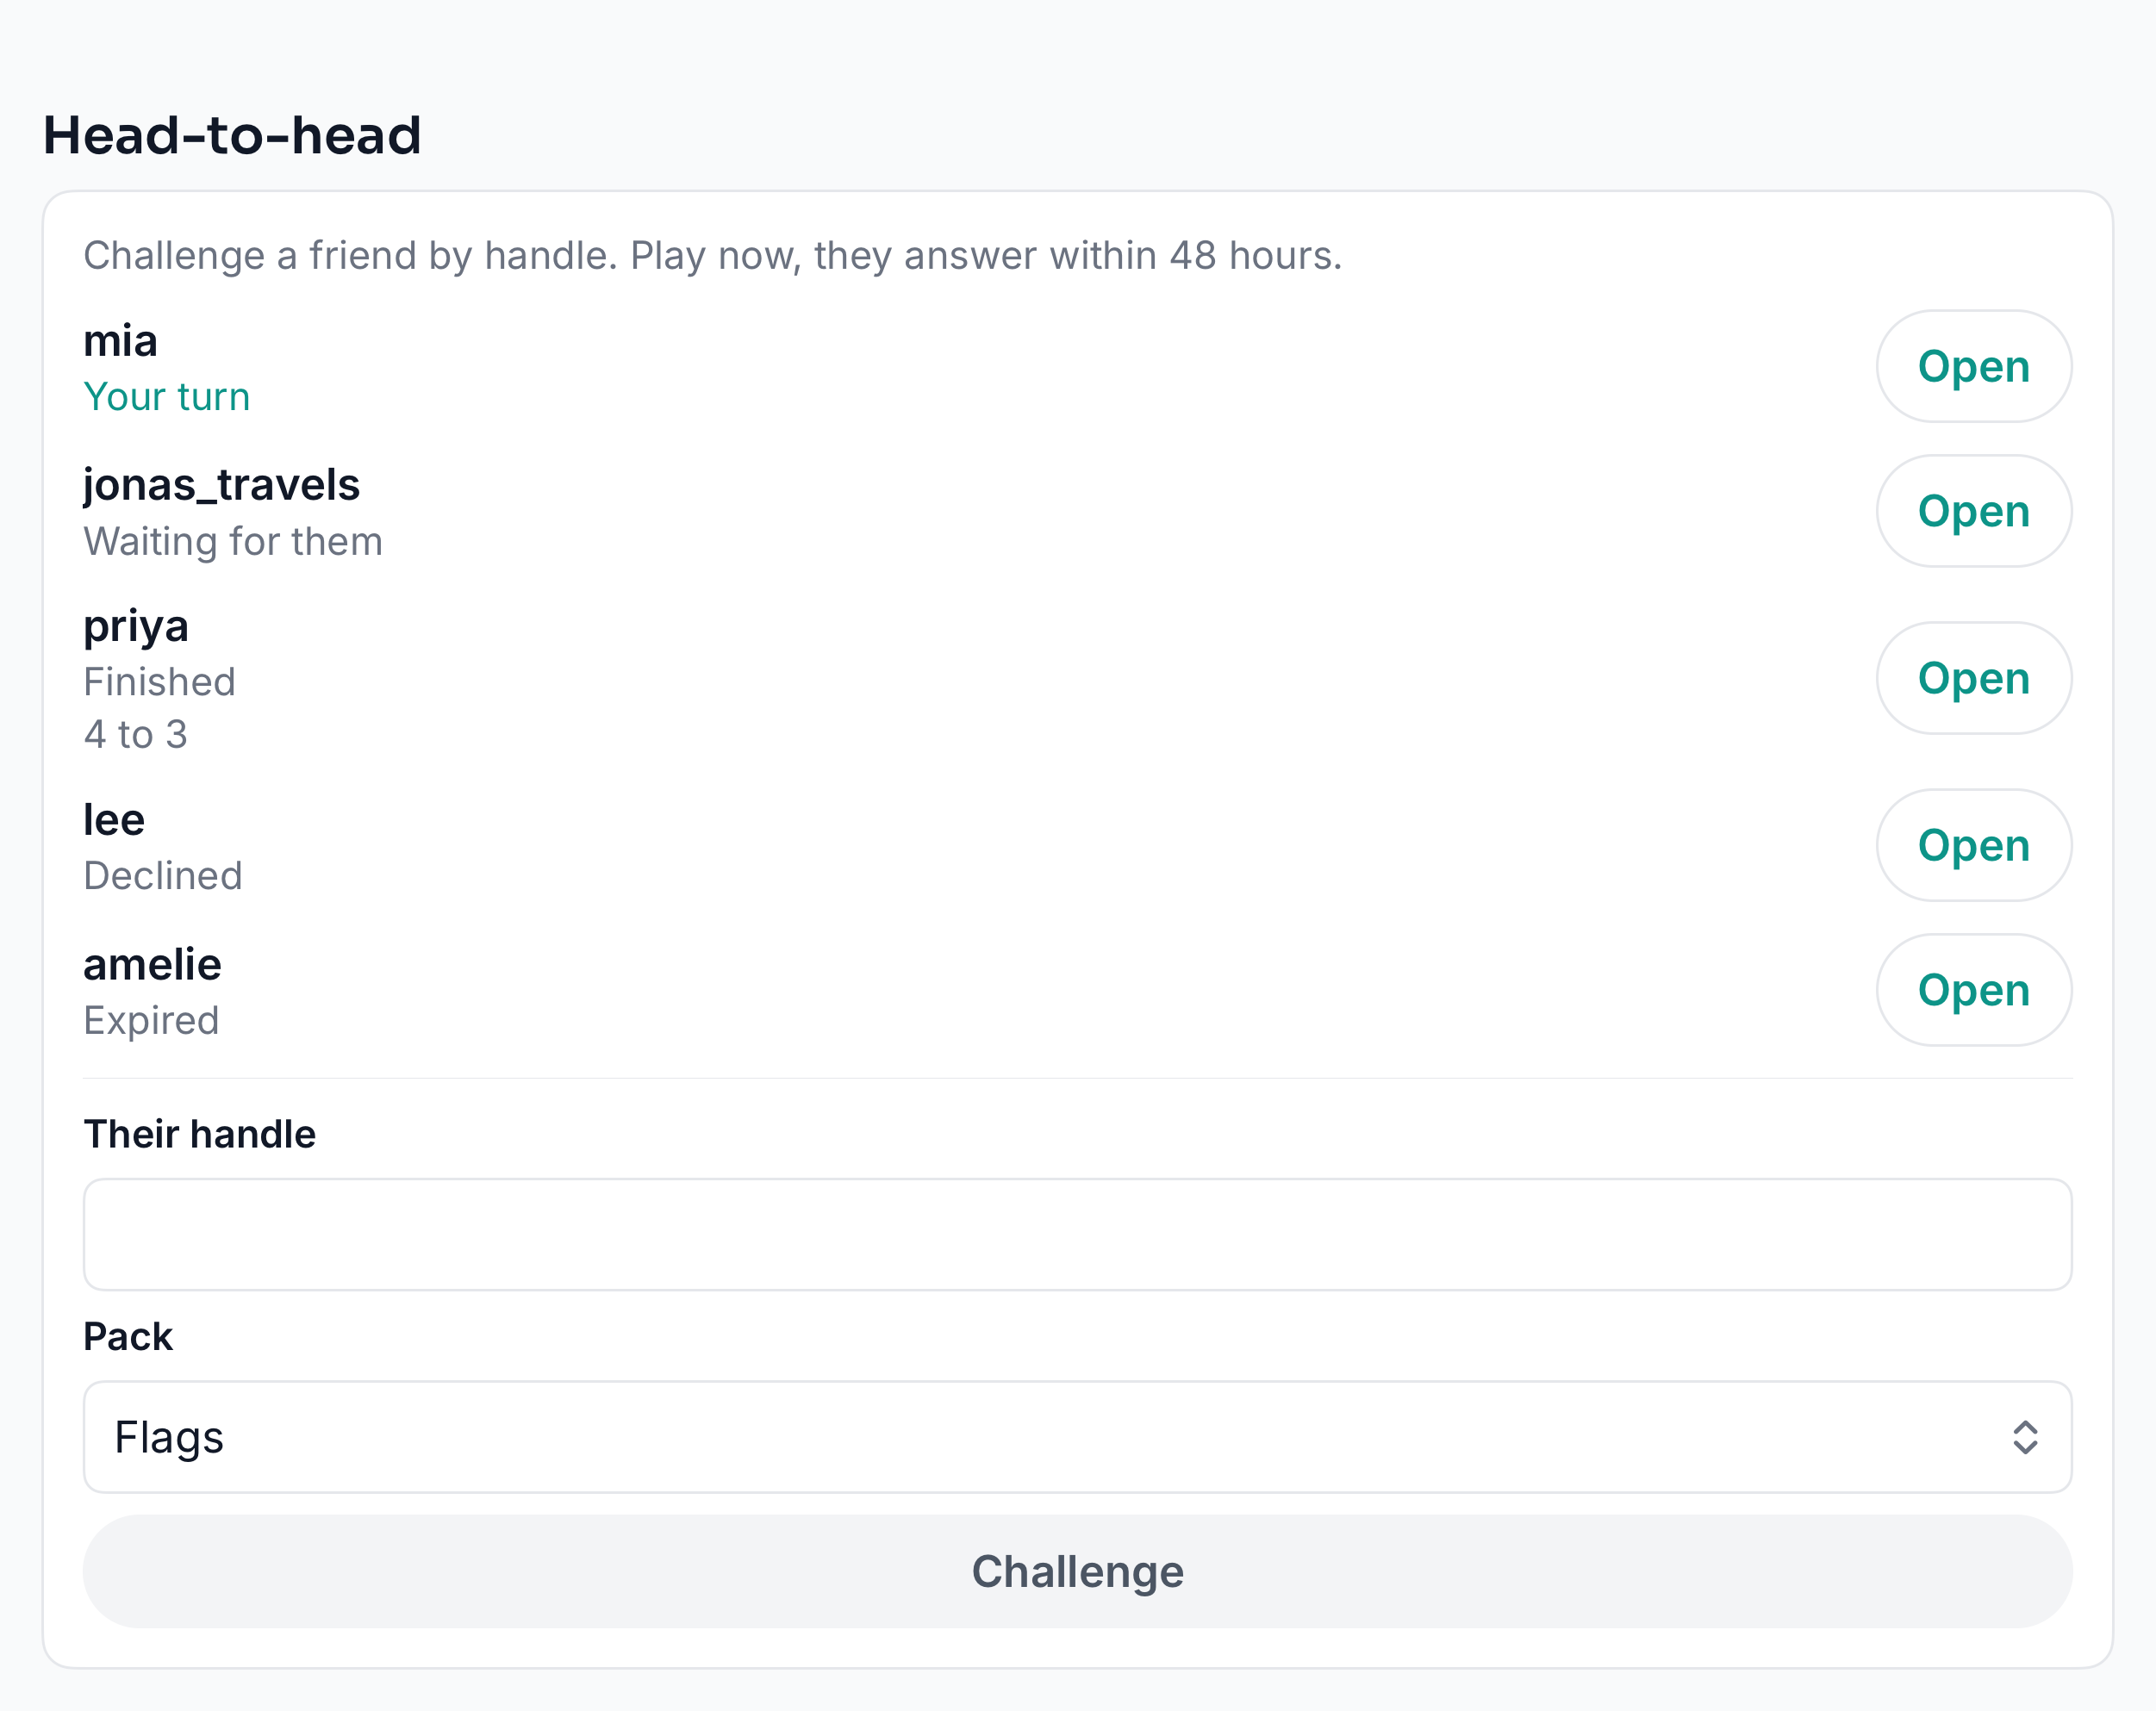 Head-to-head
Challenge a friend by handle. Play now, they answer within 48 hours.
mia
Your turn
Open
jonas_travels
Waiting for them
Open
priya
Finished
4 to 3
Open
lee
Declined
Open
amelie
Expired
Open
Their handle
Pack
Flags
Challenge